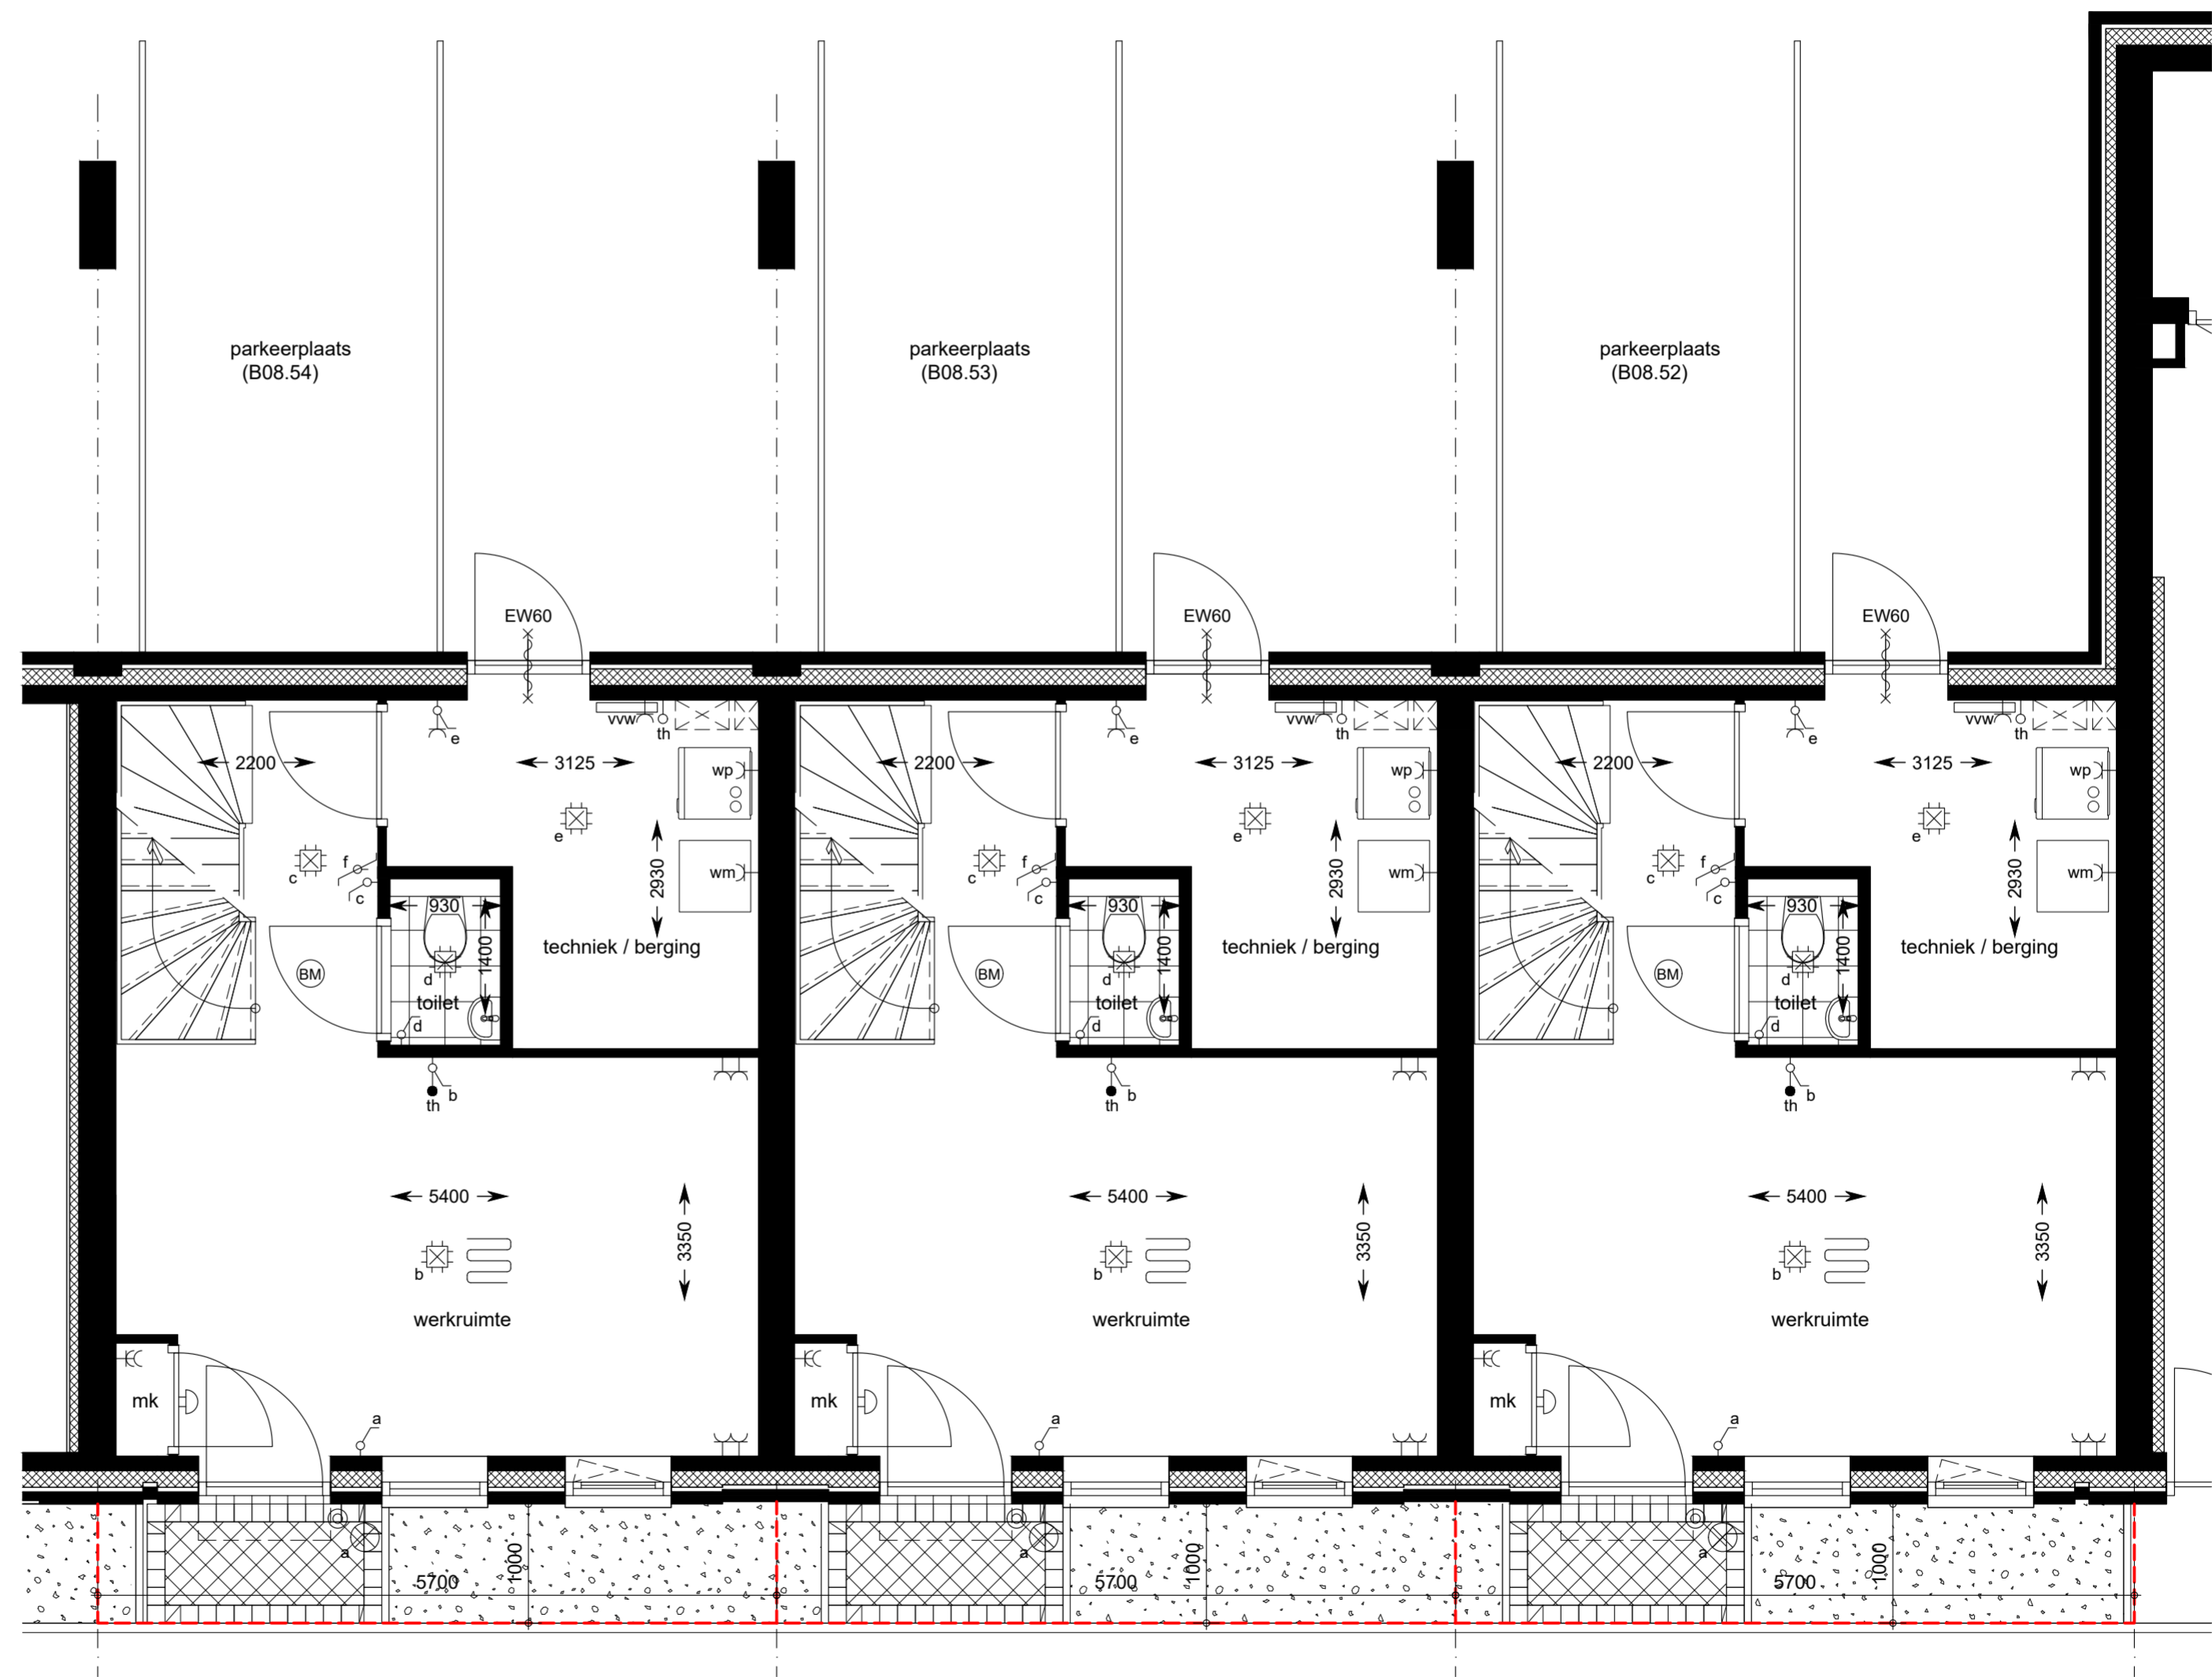 parkeerplaats
(B08.54)
parkeerplaats
(B08.53)
parkeerplaats
(B08.52)
EW60
EW60
EW60
vvw
th
e
2200
3125
wp
e
f
c
c
2930
wm
930
1400
techniek / berging
BM
d
toilet
d
b
th
vvw
th
e
2200
3125
wp
e
f
c
c
2930
wm
930
1400
techniek / berging
BM
d
toilet
d
b
th
vvw
th
e
2200
3125
wp
e
f
c
c
2930
wm
930
1400
techniek / berging
BM
d
toilet
d
b
th
5400
3350
b
werkruimte
mk
a
5400
3350
b
werkruimte
mk
a
5400
3350
b
werkruimte
mk
a
a
5700
1000
a
5700
1000
a
5700
1000